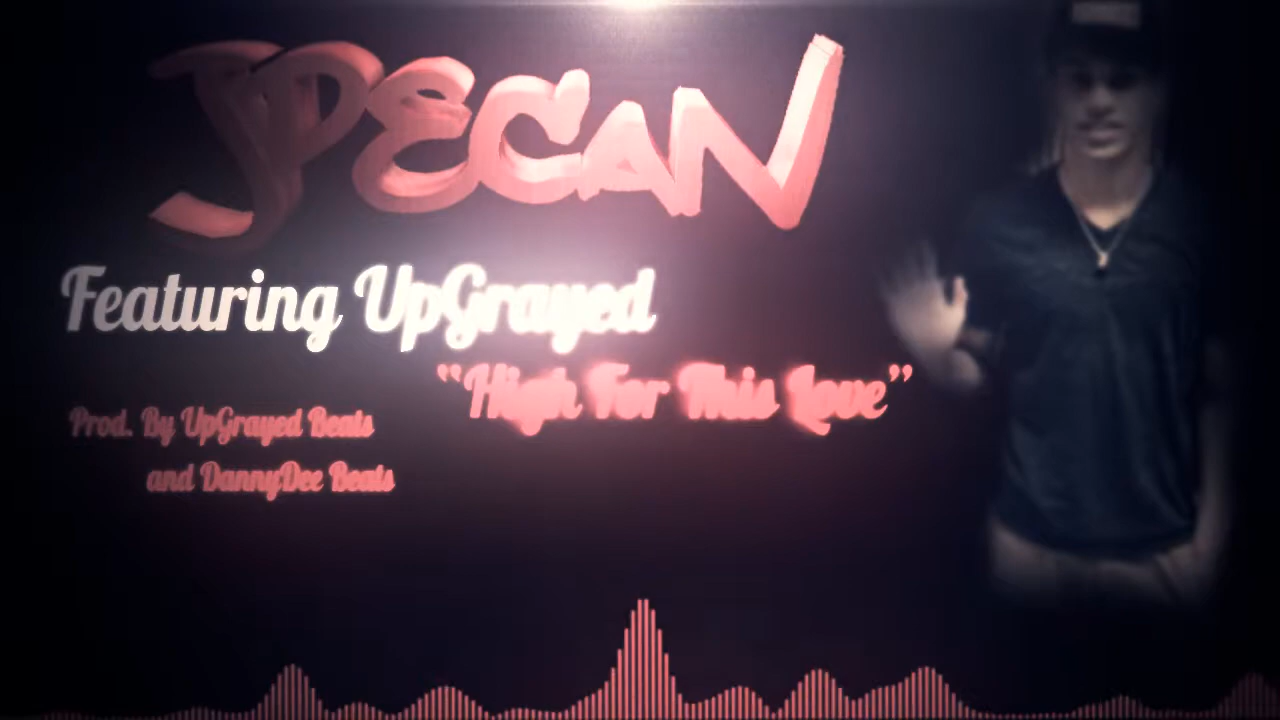 JPECAN
Featuring UpGrayed
"High For This Love"
Prod. By UpGrayed Beats
and DannyDee Beats